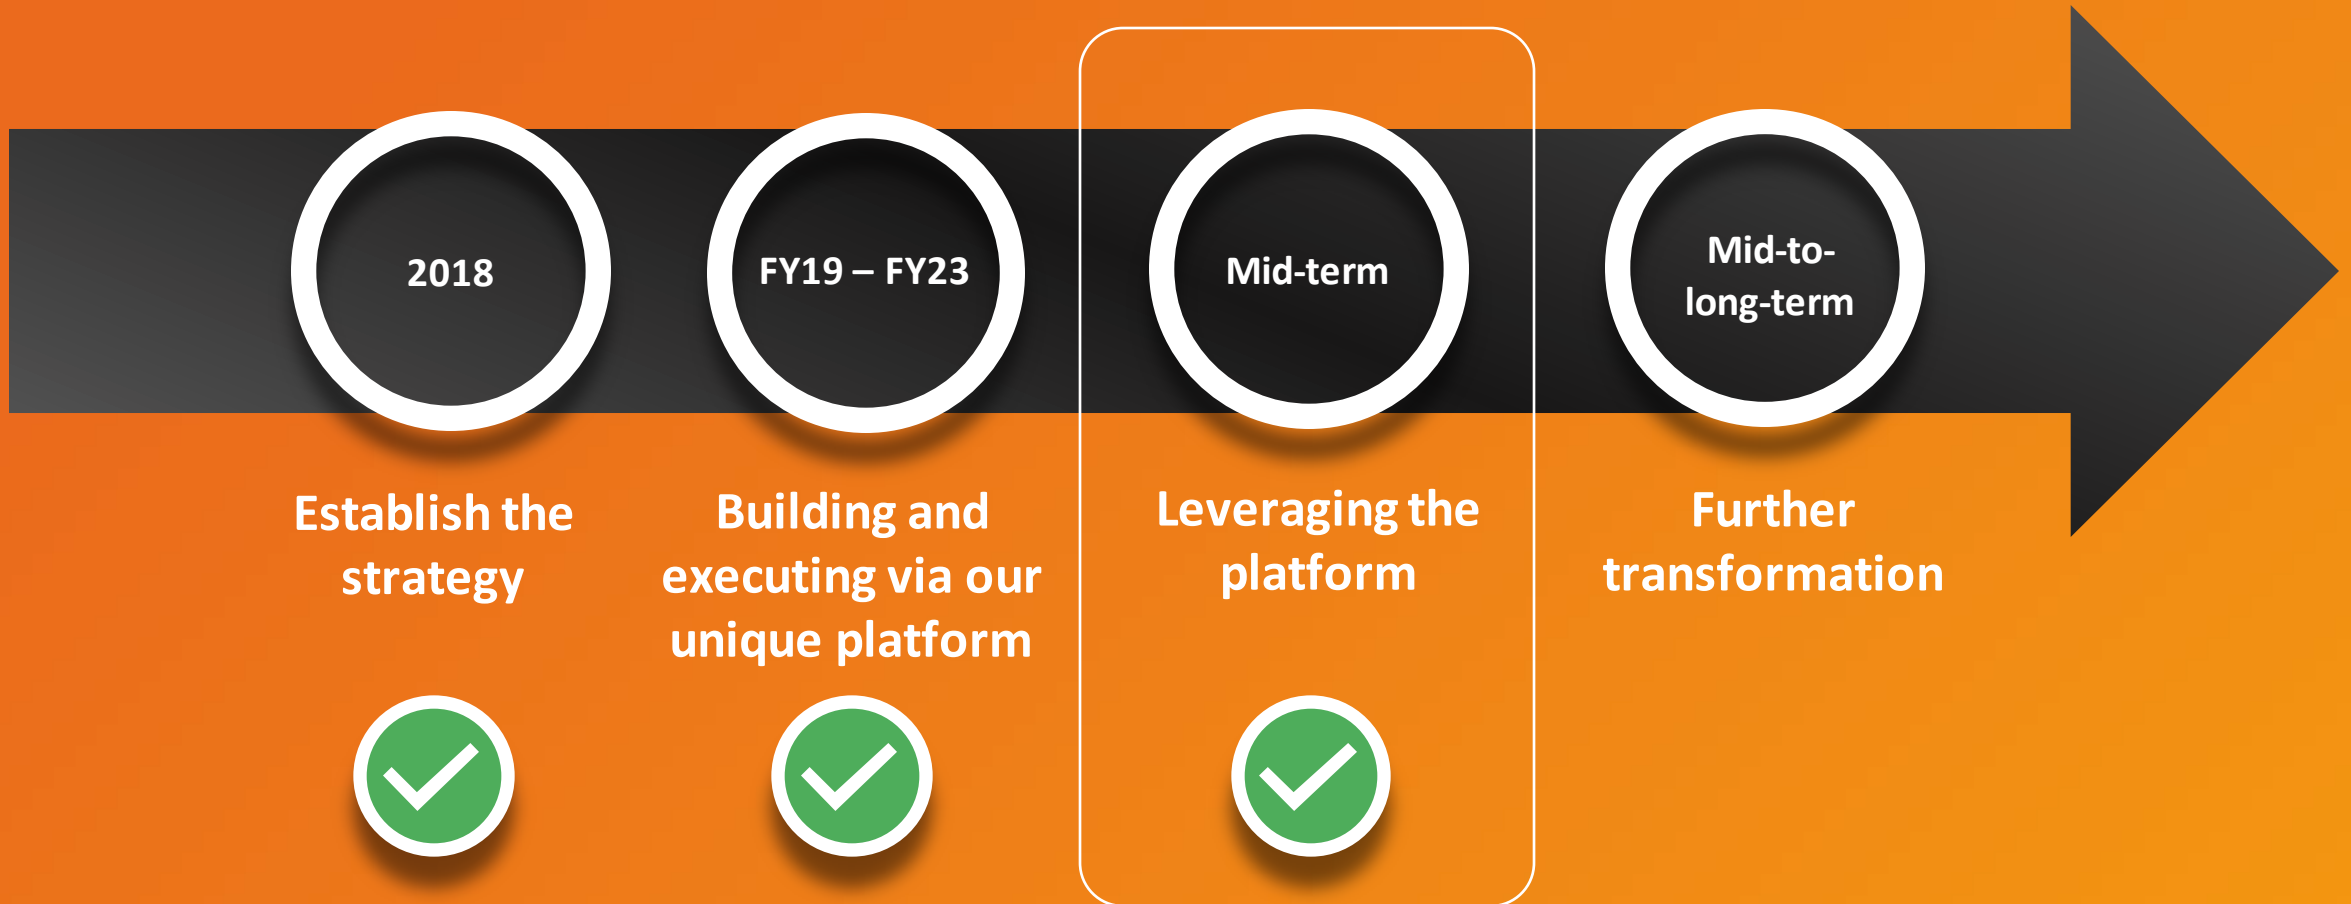 2018
FY19 – FY23
Mid-term
Mid-to-
long-term
Establish the
strategy
Building and
executing via our
unique platform
Leveraging the
platform
Further
transformation